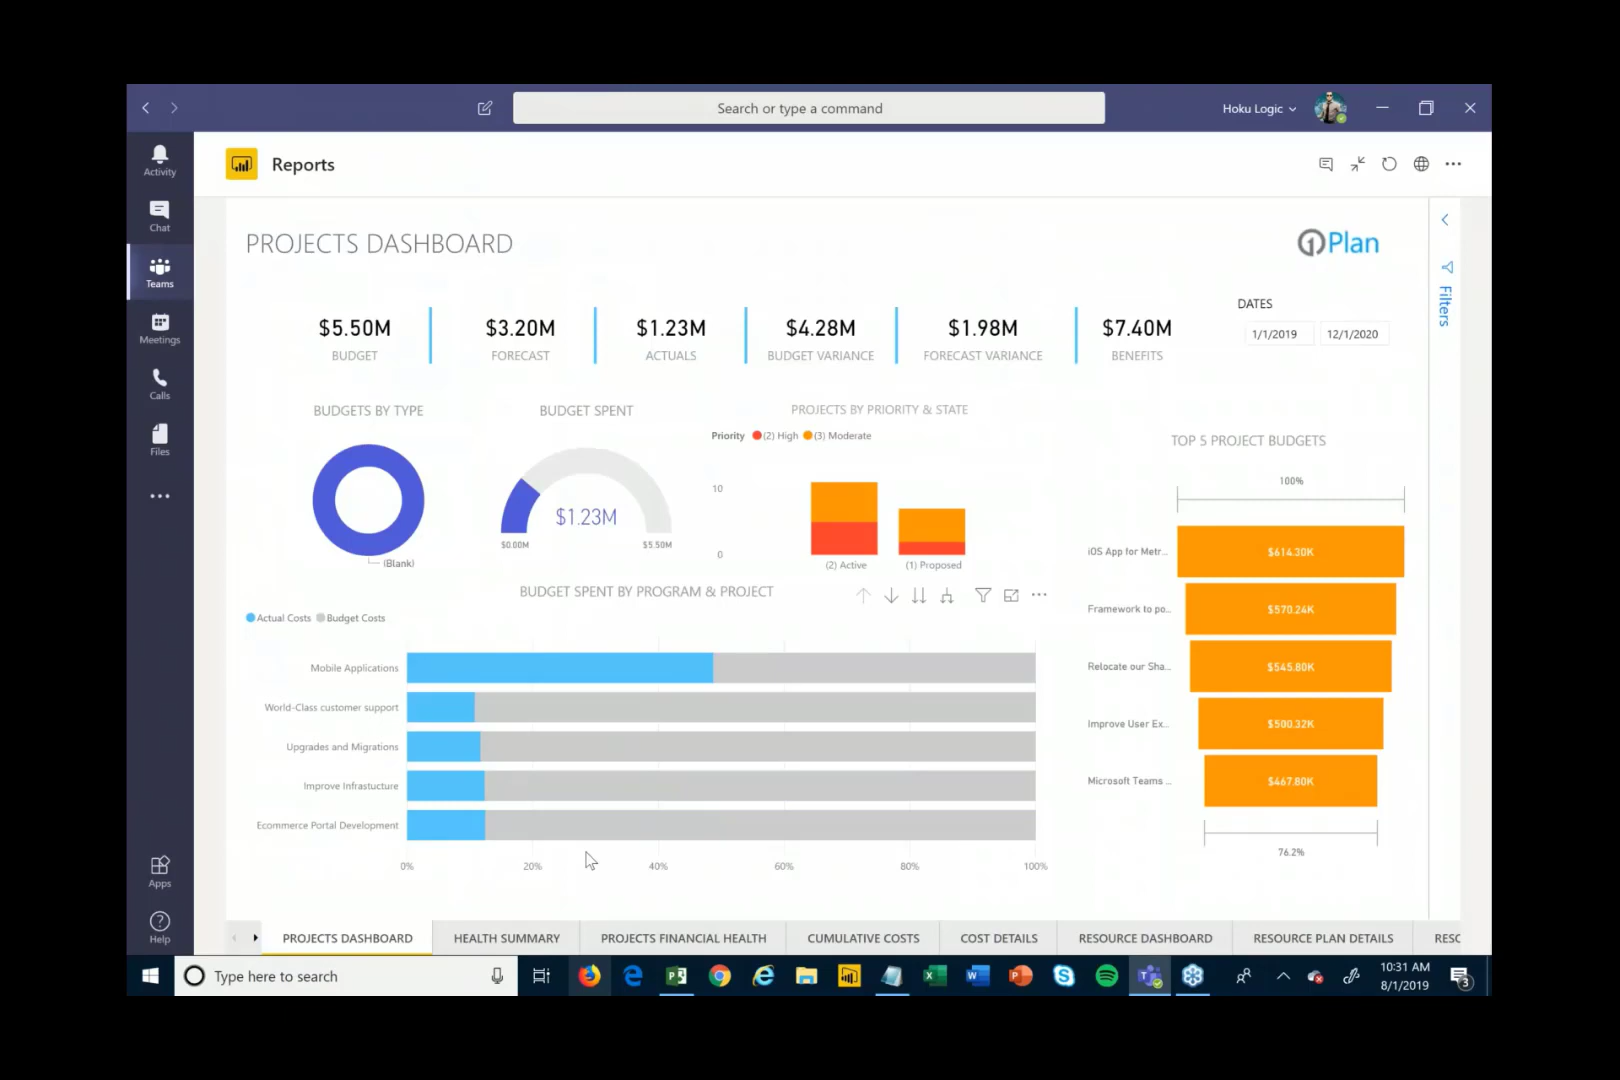 Search or type a command
Hoku Logic
Activity
Chat
Teams
Meetings
Calls
Files
Apps
Help
Reports
PROJECTS DASHBOARD
1Plan
Filters
$5.50M
BUDGET
$3.20M
FORECAST
$1.23M
ACTUALS
$4.28M
BUDGET VARIANCE
$1.98M
FORECAST VARIANCE
$7.40M
BENEFITS
DATES
1/1/2019 12/1/2020
BUDGETS BY TYPE
(Blank)
BUDGET SPENT
$1.23M
$0.00M $5.50M
PROJECTS BY PRIORITY & STATE
Priority (2) High (3) Moderate
10
0
(2) Active (1) Proposed
BUDGET SPENT BY PROGRAM & PROJECT
Actual Costs Budget Costs
Mobile Applications
World-Class customer support
Upgrades and Migrations
Improve Infrastucture
Ecommerce Portal Development
0% 20% 40% 60% 80% 100%
TOP 5 PROJECT BUDGETS
100%
iOS App for Metr... $614.30K
Framework to po... $570.24K
Relocate our Sha... $545.80K
Improve User Ex... $500.32K
Microsoft Teams ... $467.80K
76.2%
PROJECTS DASHBOARD HEALTH SUMMARY PROJECTS FINANCIAL HEALTH CUMULATIVE COSTS COST DETAILS RESOURCE DASHBOARD RESOURCE PLAN DETAILS RESC
Type here to search
10:31 AM
8/1/2019
3